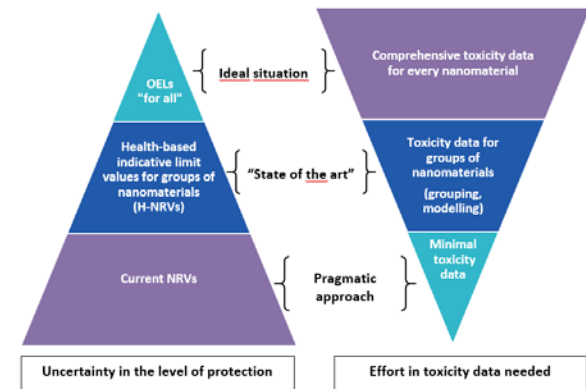 OELs
"for all"
Ideal situation
Comprehensive toxicity data
for every nanomaterial
Health-based
indicative limit
values for groups of
nanomaterials
(H-NRVs)
“State of the art”
Toxicity data for
groups of
nanomaterials
(grouping,
modelling)
Current NRVs
Pragmatic
approach
Minimal
toxicity
data
Uncertainty in the level of protection
Effort in toxicity data needed